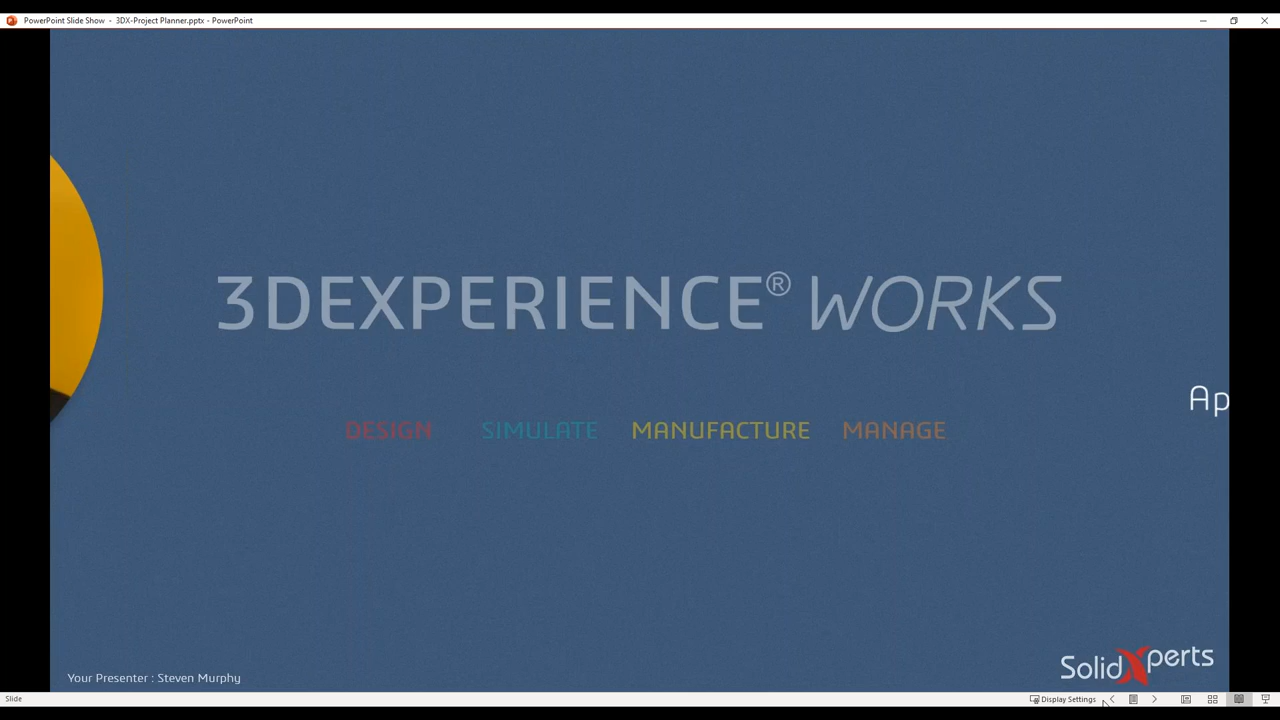 PowerPoint Slide Show - 3DX-Project Planner.pptx - PowerPoint
3DEXPERIENCE® WORKS
Ap
DESIGN SIMULATE MANUFACTURE MANAGE
SolidXperts
Your Presenter : Steven Murphy
Slide
Display Settings